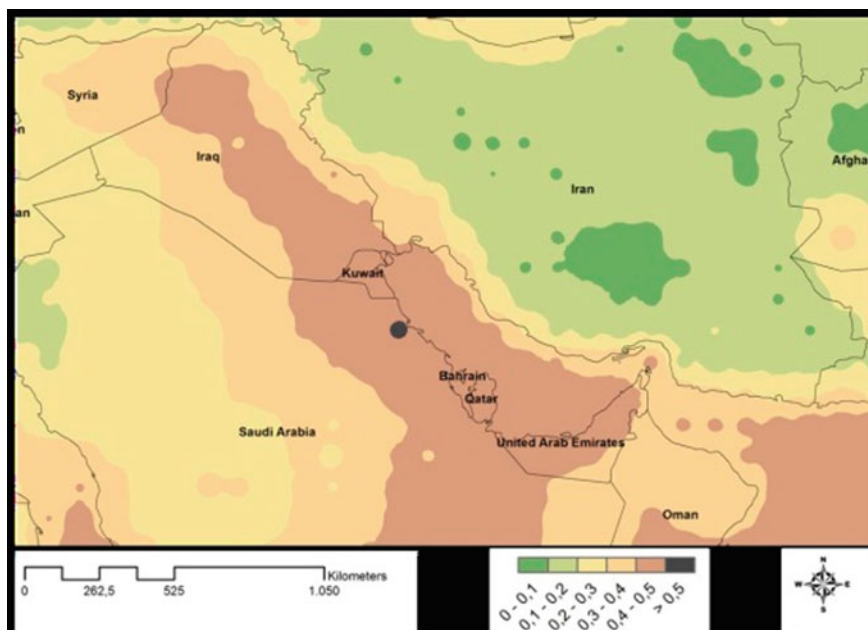 Syria
Iraq
Iran
Afgha
an
Kuwait
Bahrain
Qatar
Saudi Arabia
United Arab Emirates
Oman
Kilometers
0 262,5 525 1.050
0 - 0,1
0,1 - 0,2
0,2 - 0,3
0,3 - 0,4
0,4 - 0,5
> 0,5
N
W E
S